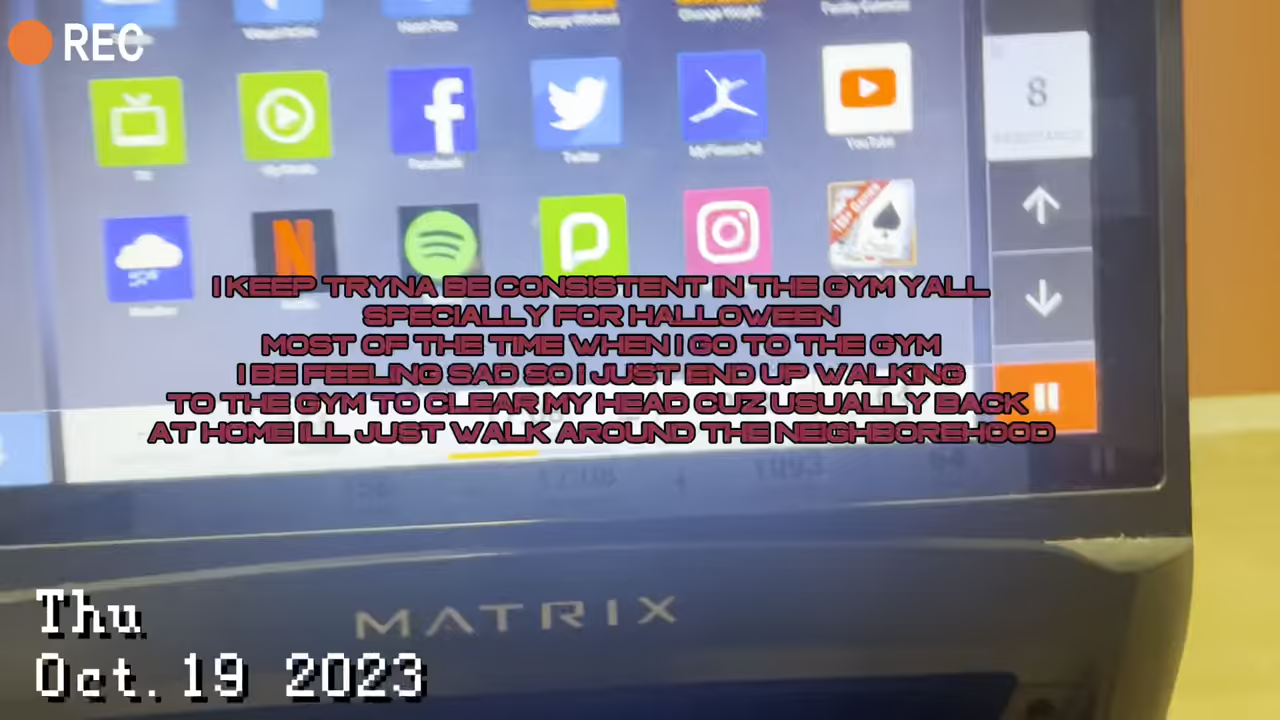 REC
8
Facebook
Twitter
MyFitnessPal
YouTube
I KEEP TRYNA BE CONSISTENT IN THE GYM YALL
SPECIALLY FOR HALLOWEEN
MOST OF THE TIME WHEN I GO TO THE GYM
I BE FEELING SAD SO I JUST END UP WALKING
TO THE GYM TO CLEAR MY HEAD CUZ USUALLY BACK
AT HOME ILL JUST WALK AROUND THE NEIGHBOREHOOD
MATRIX
Thu
Oct.19 2023